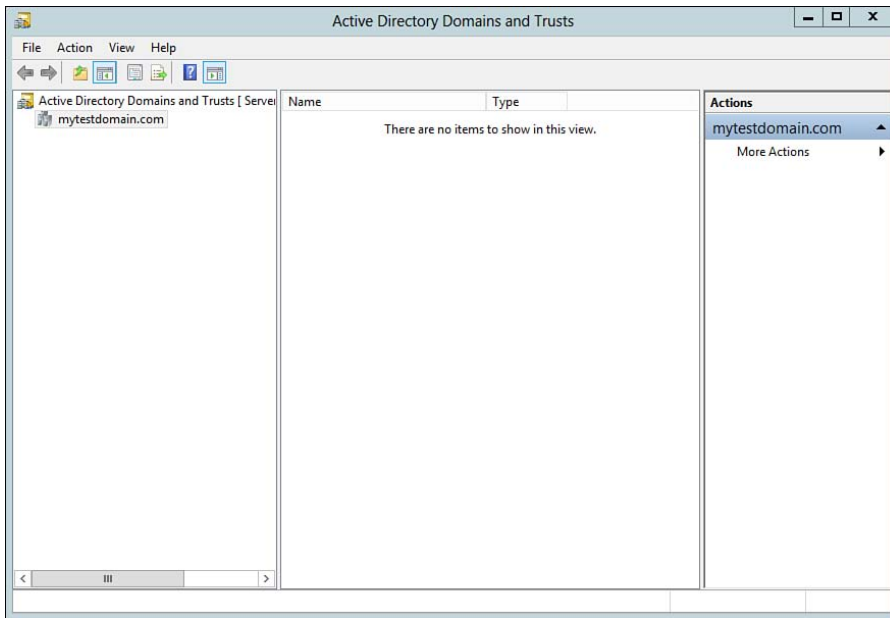 Active Directory Domains and Trusts
File Action View Help
Active Directory Domains and Trusts [ Server
mytestdomain.com
Name Type
There are no items to show in this view.
Actions
mytestdomain.com
More Actions